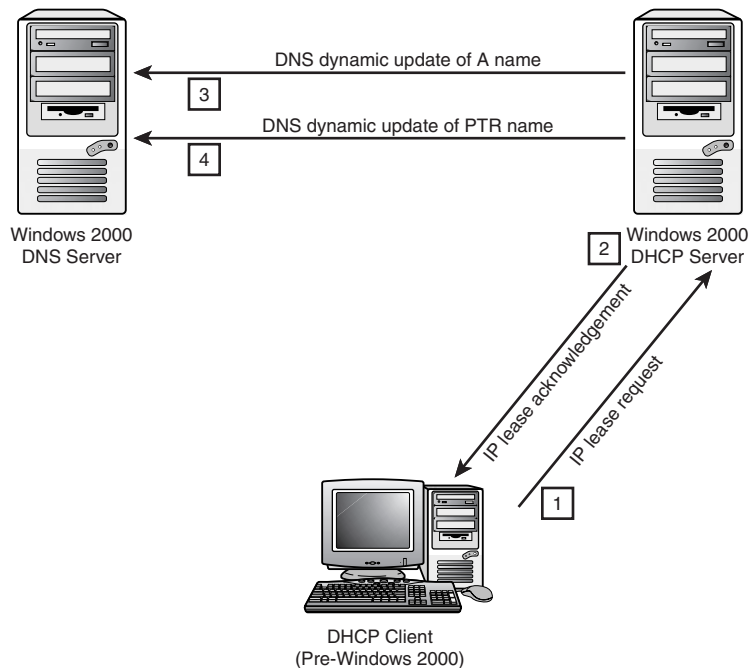 DNS dynamic update of A name
3
DNS dynamic update of PTR name
4
Windows 2000
DNS Server
2
Windows 2000
DHCP Server
IP lease acknowledgement
IP lease request
1
DHCP Client
(Pre-Windows 2000)